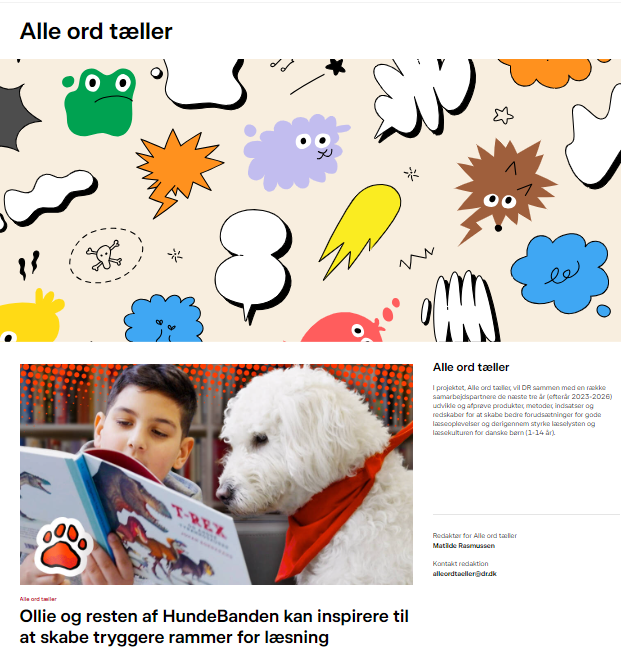 Alle ord tæller
T-REX
Alle ord tæller
Ollie og resten af HundeBanden kan inspirere til
at skabe tryggere rammer for læsning
Alle ord tæller
I projektet, Alle ord tæller, vil DR sammen med en række
samarbejdspartnere de næste tre år (efterår 2023-2026)
udvikle og afprøve produkter, metoder, indsatser og
redskaber for at skabe bedre forudsætninger for gode
læseoplevelser og derigennem styrke læselysten og
læsekulturen for danske børn (1-14 år).
Redaktør for Alle ord tæller
Matilde Rasmussen
Kontakt redaktion
alleordtaeller@dr.dk